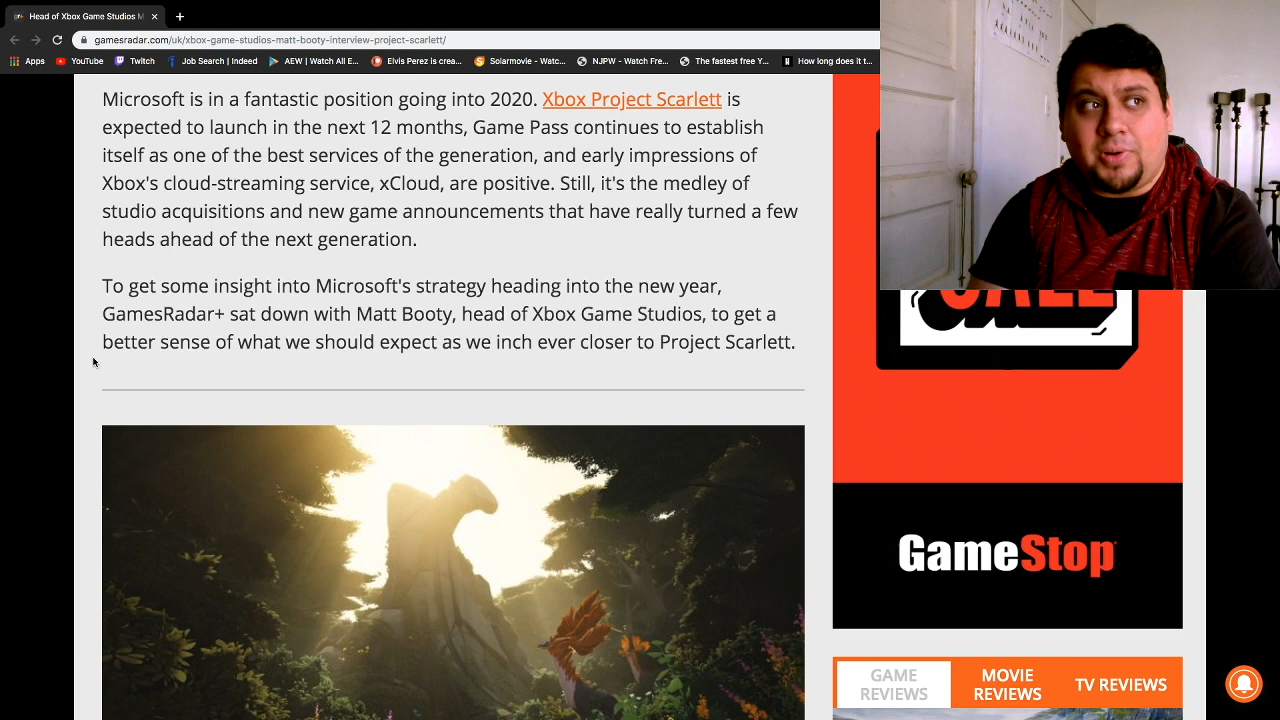 Head of Xbox Game Studios M
gamesradar.com/uk/xbox-game-studios-matt-booty-interview-project-scarlett/
Apps
YouTube
Twitch
Job Search | Indeed
AEW | Watch All E...
Elvis Perez is crea...
Solarmovie - Watc...
NJPW - Watch Fre...
The fastest free Y...
How long does it t...
Microsoft is in a fantastic position going into 2020. Xbox Project Scarlett is
expected to launch in the next 12 months, Game Pass continues to establish
itself as one of the best services of the generation, and early impressions of
Xbox's cloud-streaming service, xCloud, are positive. Still, it's the medley of
studio acquisitions and new game announcements that have really turned a few
heads ahead of the next generation.
To get some insight into Microsoft's strategy heading into the new year,
GamesRadar+ sat down with Matt Booty, head of Xbox Game Studios, to get a
better sense of what we should expect as we inch ever closer to Project Scarlett.
GameStop
GAME
REVIEWS
MOVIE
REVIEWS
TV REVIEWS